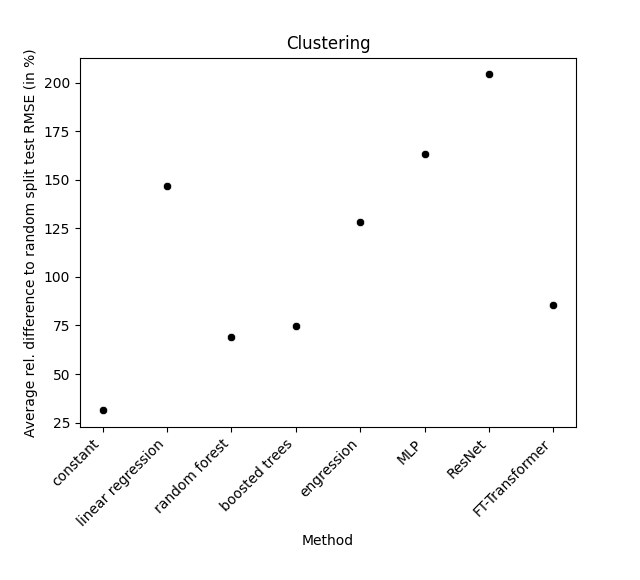 Clustering
Average rel. difference to random split test RMSE (in %)
200
175
150
125
100
75
50
25
constant
linear regression
random forest
boosted trees
engression
MLP
ResNet
FT-Transformer
Method